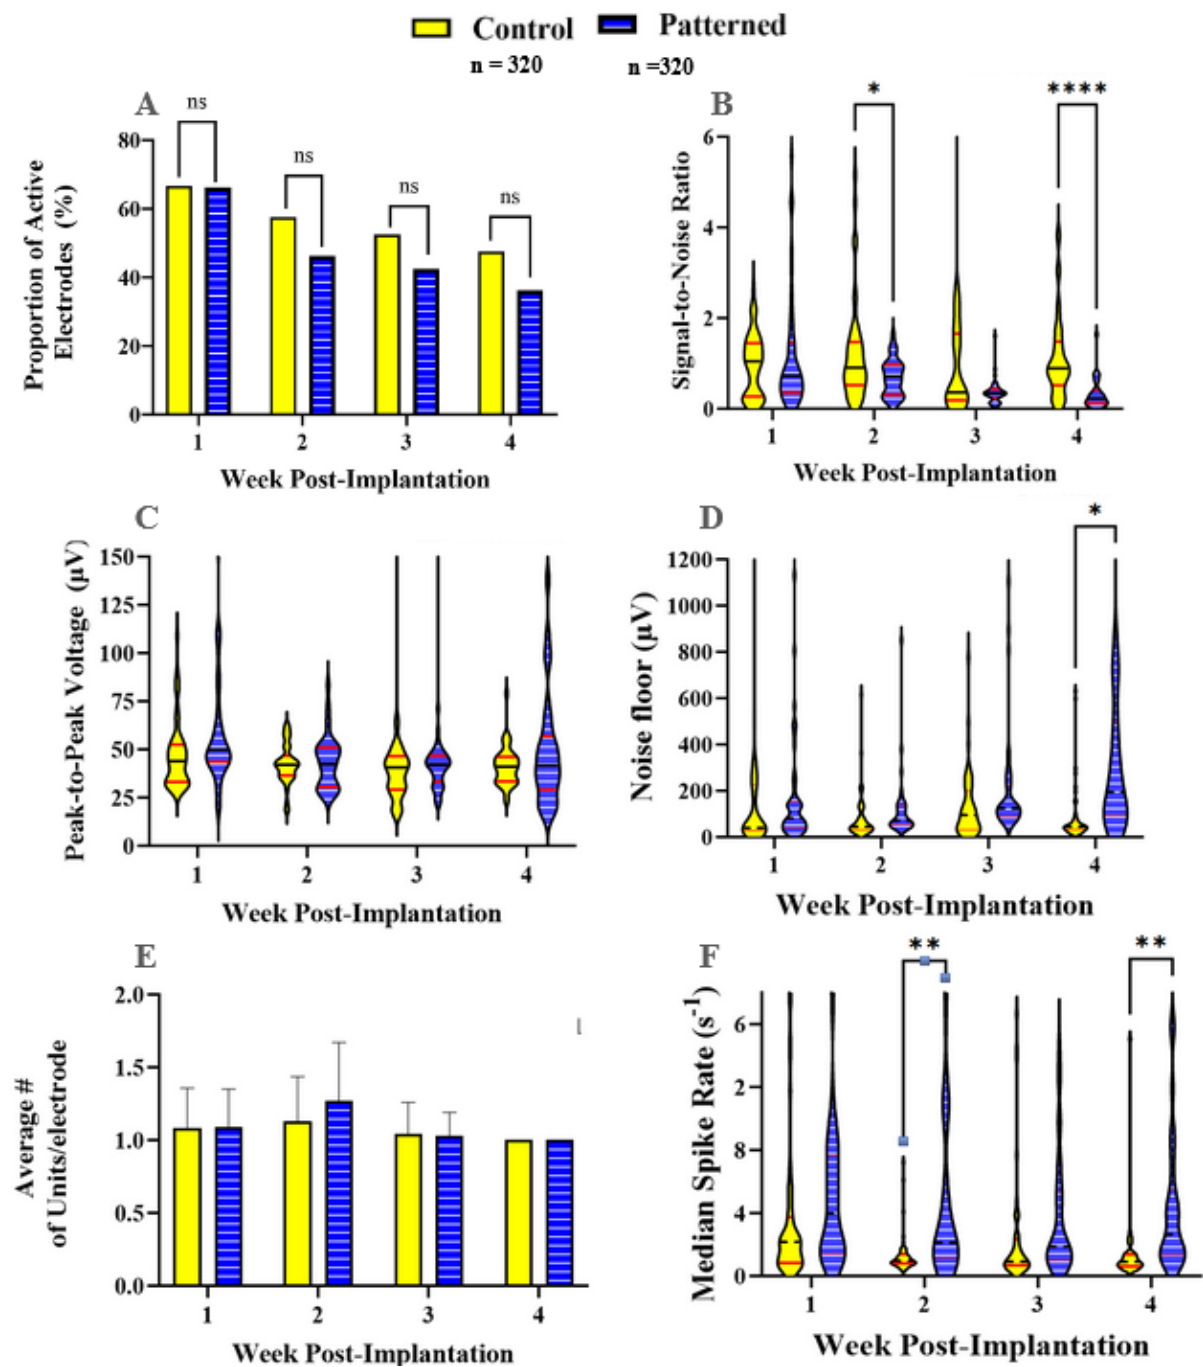 Control Patterned
n = 320 n =320
A
ns
ns
ns
ns
80
60
40
20
0
Proportion of Active
Electrodes (%)
1 2 3 4
Week Post-Implantation
B
* ****
6
4
2
0
Signal-to-Noise Ratio
1 2 3 4
Week Post-Implantation
C
150
125
100
75
50
25
0
Peak-to-Peak Voltage (µV)
1 2 3 4
Week Post-Implantation
D
*
1200
1000
800
600
400
200
0
Noise floor (µV)
1 2 3 4
Week Post-Implantation
E
2.0
1.5
1.0
0.5
0.0
Average #
of Units/electrode
1 2 3 4
Week Post-Implantation
F
** **
6
2
8
4
0
Median Spike Rate (s⁻¹)
1 2 3 4
Week Post-Implantation